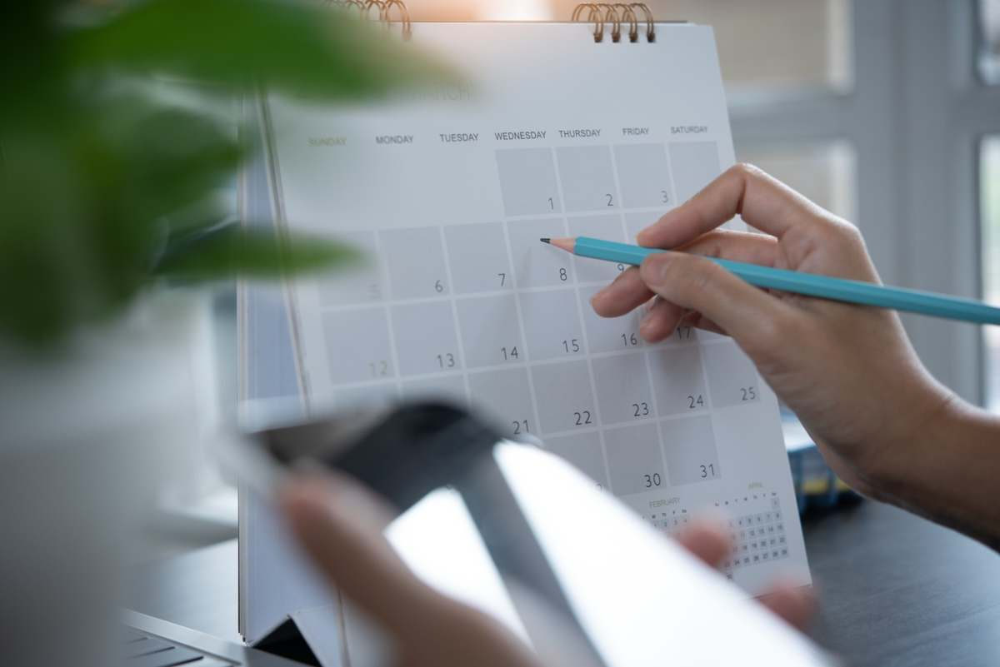 SUNDAY MONDAY TUESDAY WEDNESDAY THURSDAY FRIDAY SATURDAY
1 2 3
6 7 8 9
12 13 14 15 16 17
21 22 23 24 25
30 31
FEBRUARY APRIL